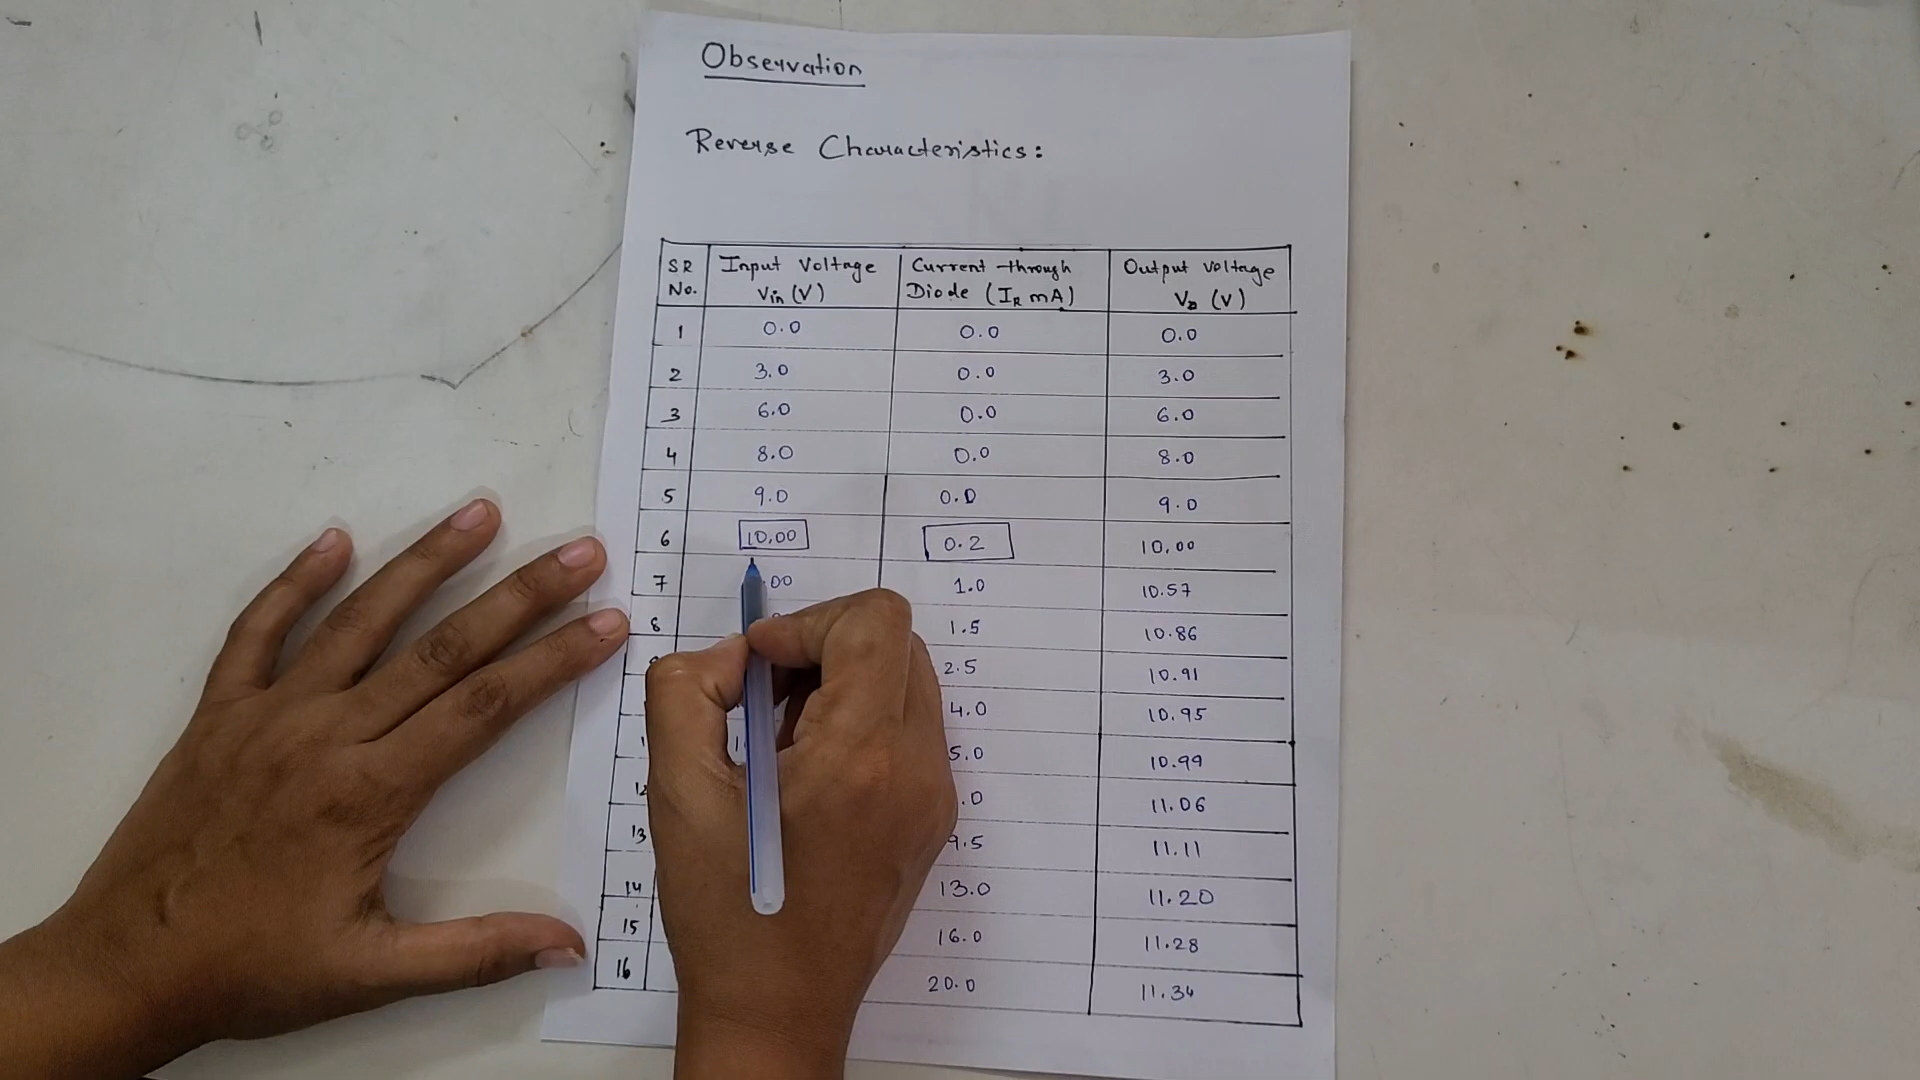 Observation
Reverse Characteristics:
SR No. Input Voltage Vin (V) Current through Diode (IR mA) Output Voltage VZ (V)
1 0.0 0.0 0.0
2 3.0 0.0 3.0
3 6.0 0.0 6.0
4 8.0 0.0 8.0
5 9.0 0.0 9.0
6 10.00 0.2 10.00
7 .00 1.0 10.57
8 1.5 10.86
2.5 10.91
4.0 10.95
5.0 10.99
12 .0 11.06
13 9.5 11.11
14 13.0 11.20
15 16.0 11.28
16 20.0 11.34